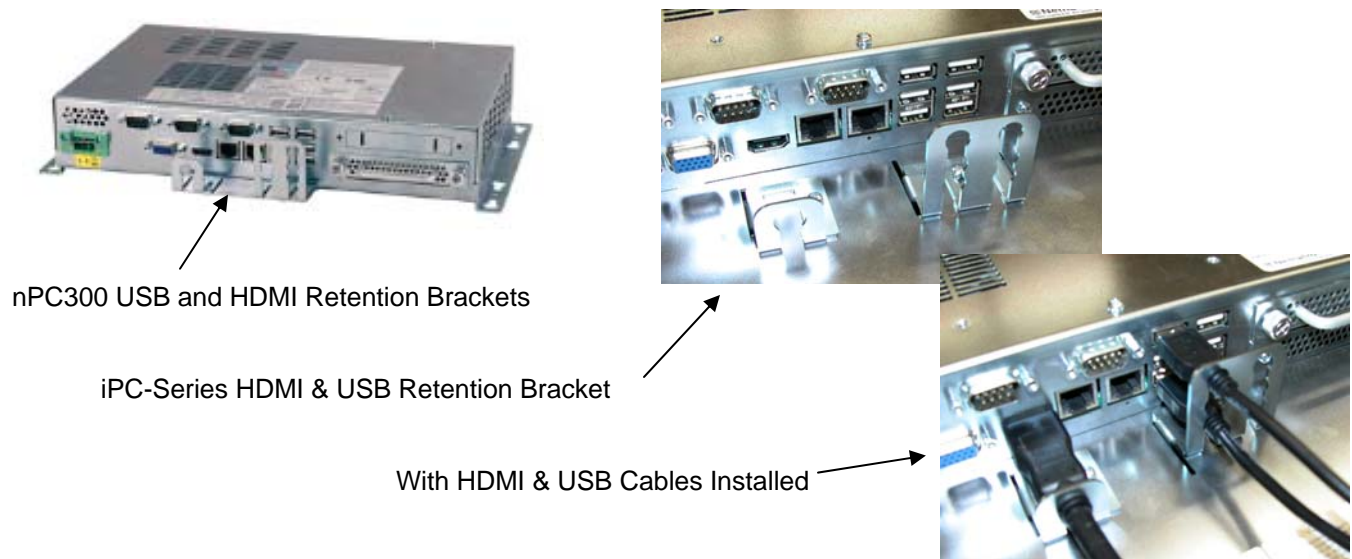 nPC300 USB and HDMI Retention Brackets
iPC-Series HDMI & USB Retention Bracket
With HDMI & USB Cables Installed